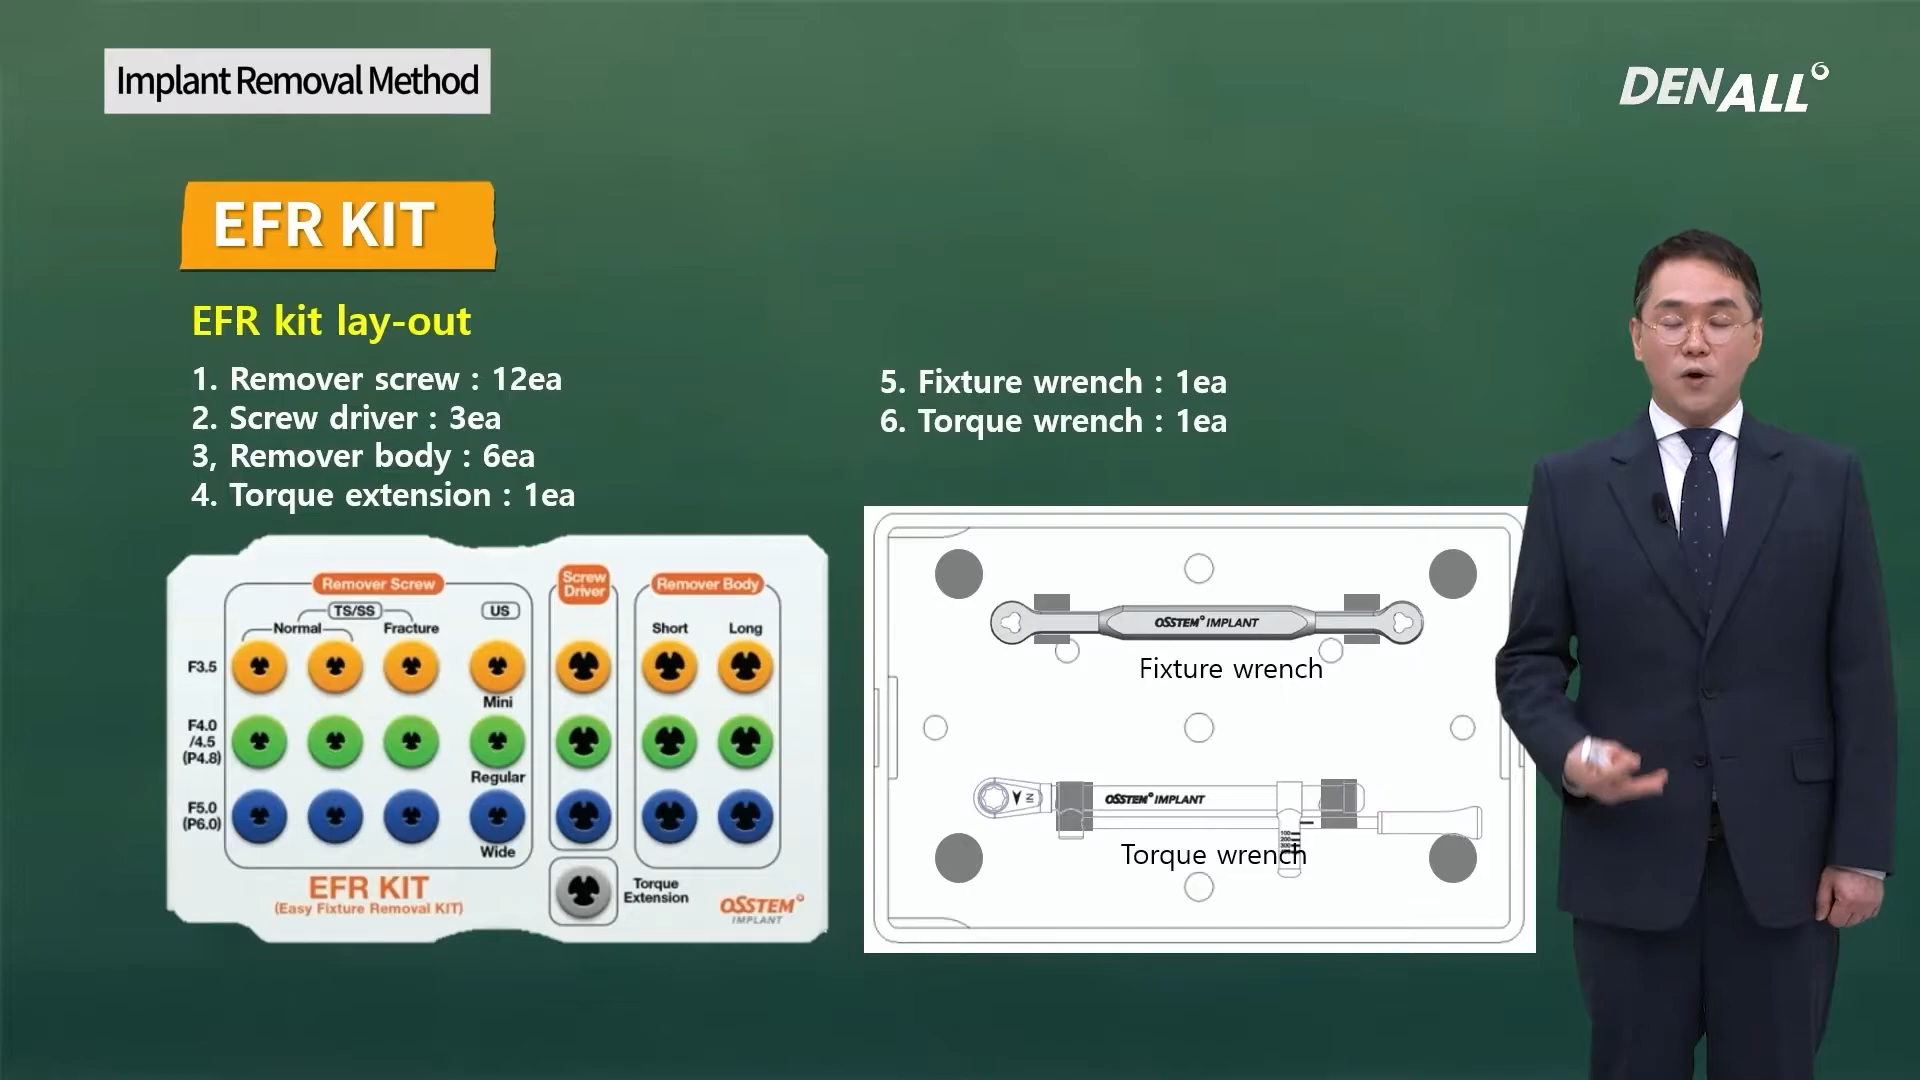 Implant Removal Method
DENALL
EFR KIT
EFR kit lay-out
1. Remover screw : 12ea
2. Screw driver : 3ea
3, Remover body : 6ea
4. Torque extension : 1ea
5. Fixture wrench : 1ea
6. Torque wrench : 1ea
Remover Screw
TS/SS
US
Normal
Fracture
Screw
Driver
Remover Body
Short
Long
F3.5
Mini
F4.0
/4.5
(P4.8)
Regular
F5.0
(P6.0)
Wide
EFR KIT
(Easy Fixture Removal KIT)
Torque
Extension
OSSTEM
IMPLANT
OSSTEM IMPLANT
Fixture wrench
OSSTEM IMPLANT
Torque wrench